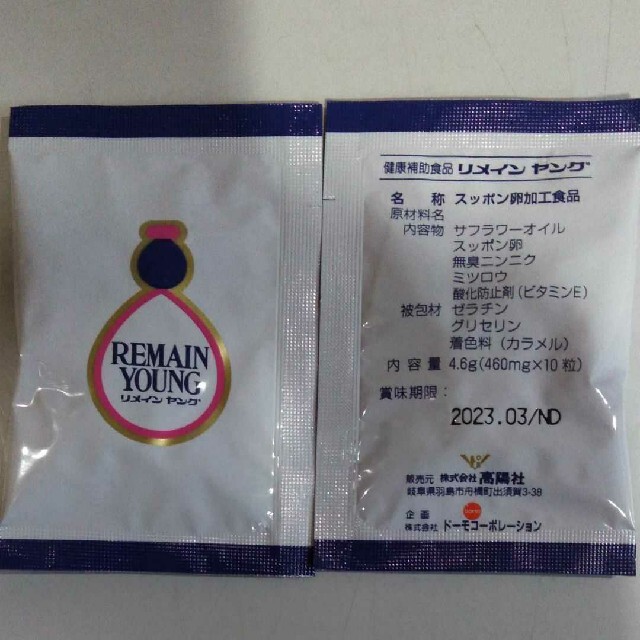 REMAIN
YOUNG
リメイン ヤング
健康補助食品 リメイン ヤング
名 称 スッポン卵加工食品
原材料名
内容物 サフラワーオイル
スッポン卵
無臭ニンニク
ミツロウ
酸化防止剤(ビタミンE)
被包材 ゼラチン
グリセリン
着色料(カラメル)
内 容 量 4.6g(460mg×10粒)
賞味期限:
2023.03/ND
販売元 株式会社 高陽社
岐阜県羽島市舟橋町出須賀3-38
企 画
株式会社 ドーモコーポレーション